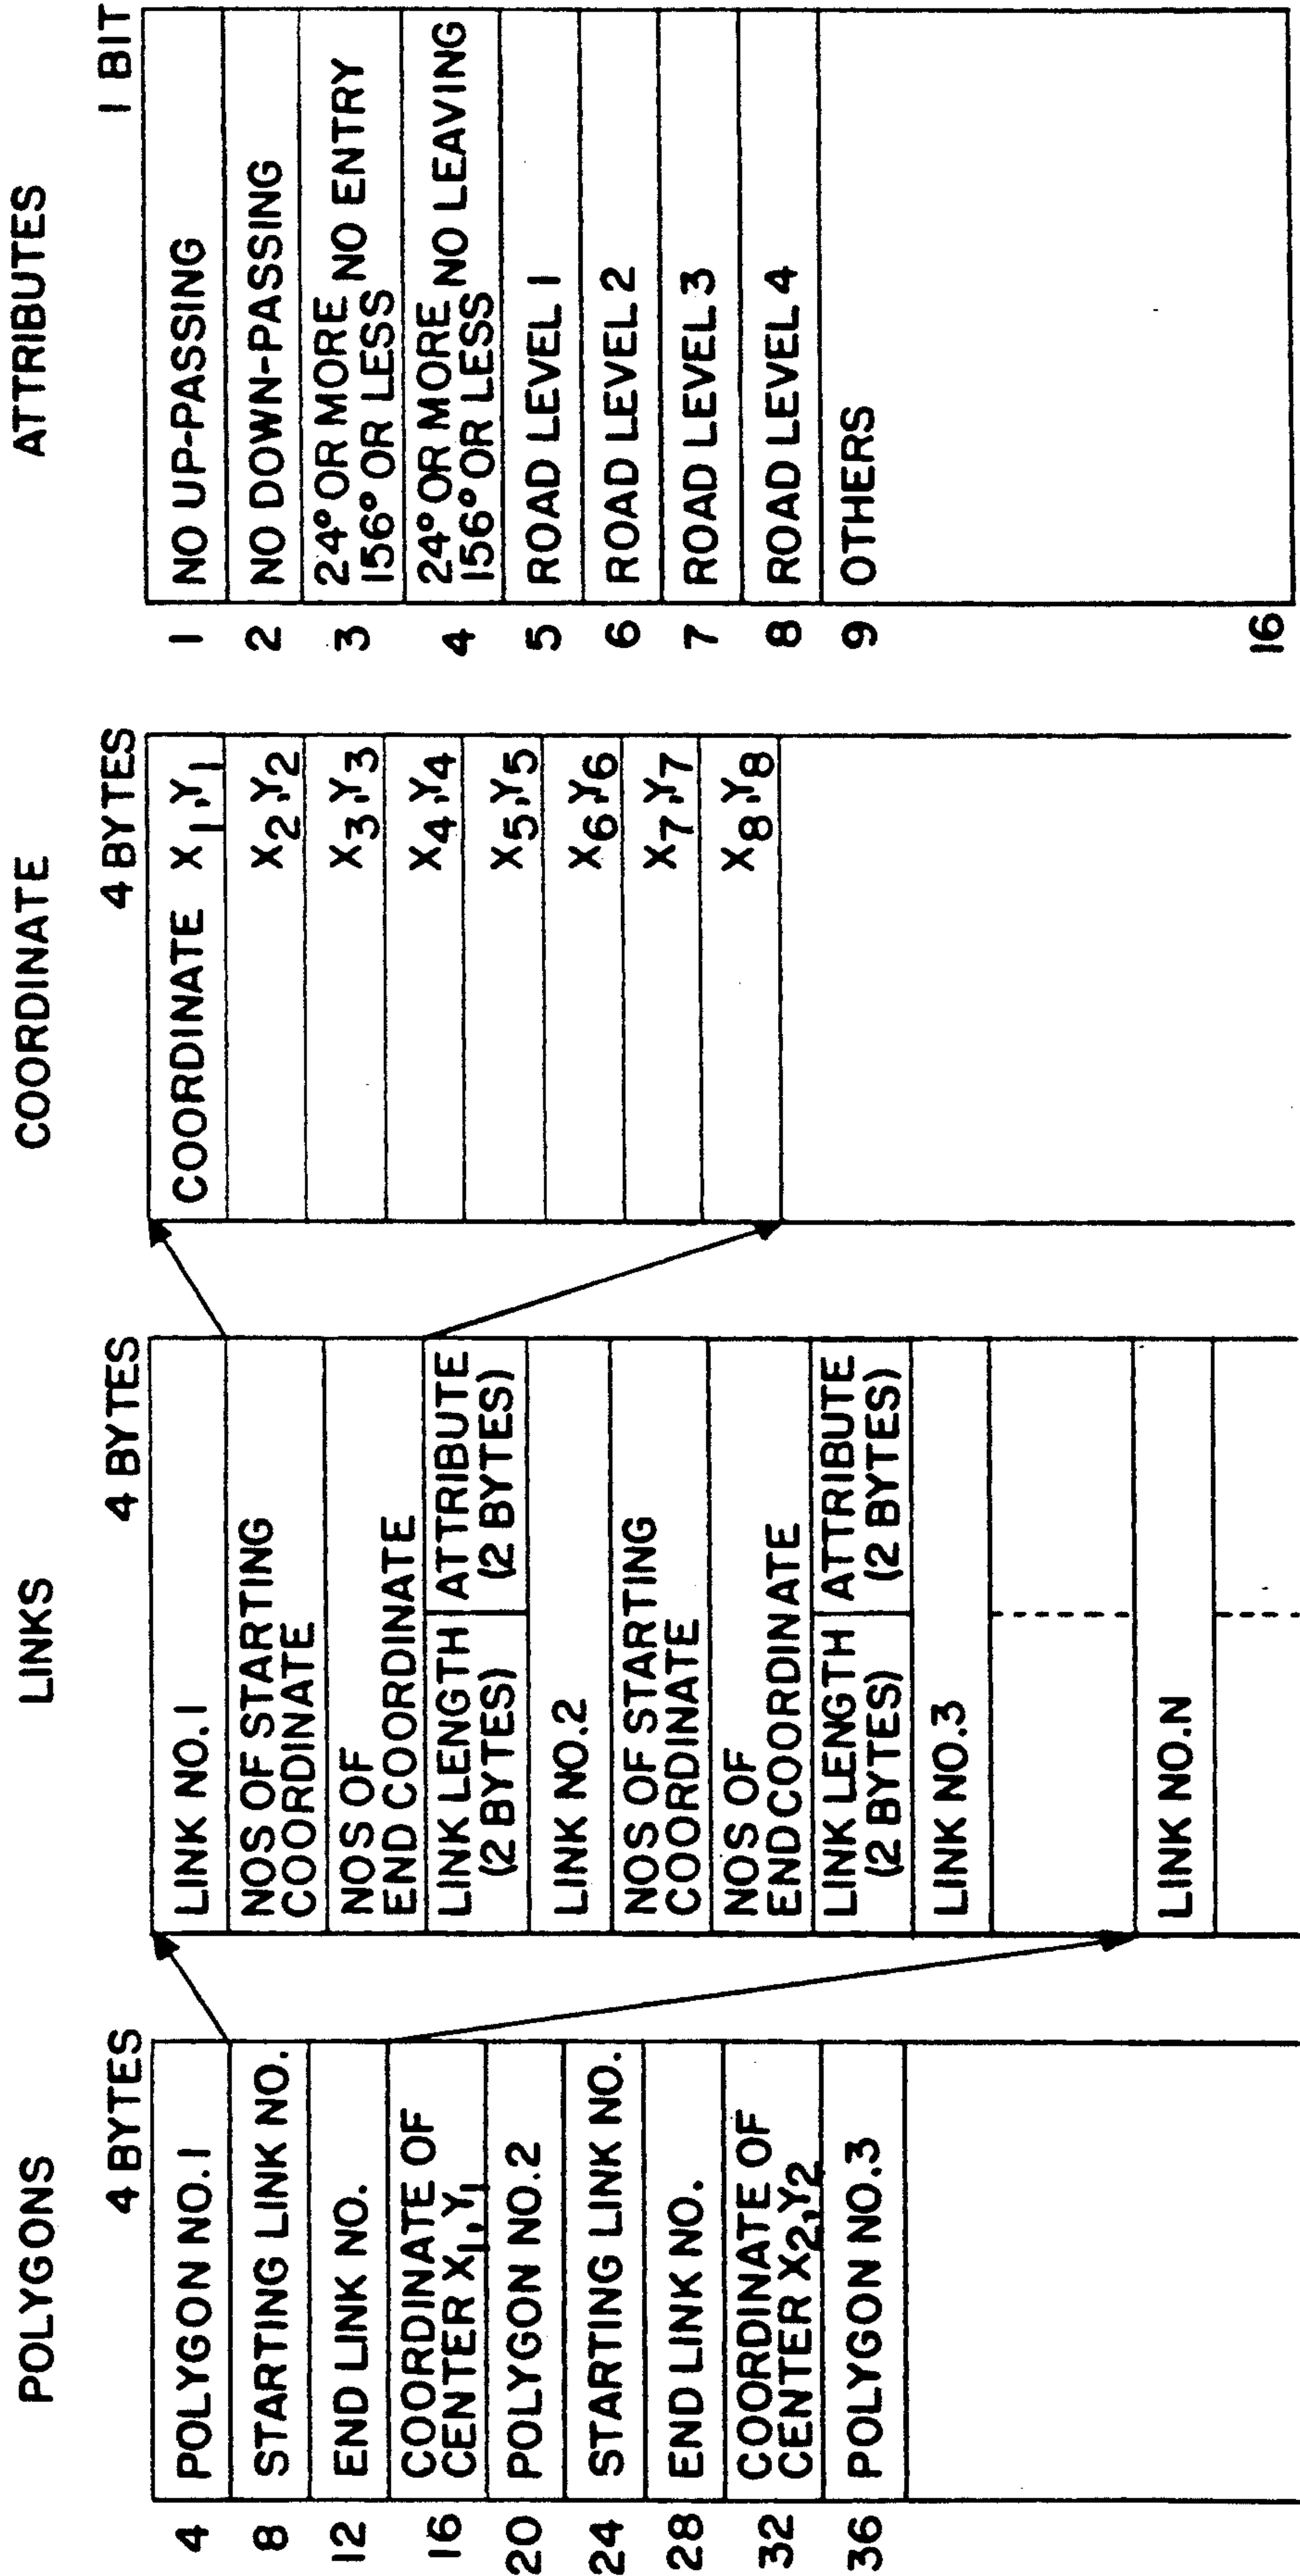 POLYGONS
4 BYTES
4 POLYGON NO.1
8 STARTING LINK NO.
12 END LINK NO.
16 COORDINATE OF
CENTER X1,Y1
20 POLYGON NO.2
24 STARTING LINK NO.
28 END LINK NO.
32 COORDINATE OF
CENTER X2,Y2
36 POLYGON NO.3
LINKS
4 BYTES
LINK NO.1
NOS OF STARTING
COORDINATE
NOS OF
END COORDINATE
LINK LENGTH
(2 BYTES)
ATTRIBUTE
(2 BYTES)
LINK NO.2
NOS OF STARTING
COORDINATE
NOS OF
END COORDINATE
LINK LENGTH
(2 BYTES)
ATTRIBUTE
(2 BYTES)
LINK NO.3
LINK NO.N
COORDINATE
4 BYTES
COORDINATE X1,Y1
X2,Y2
X3,Y3
X4,Y4
X5,Y5
X6,Y6
X7,Y7
X8,Y8
ATTRIBUTES
1 BIT
1 NO UP-PASSING
2 NO DOWN-PASSING
3 24° OR MORE NO ENTRY
156° OR LESS
4 24° OR MORE NO LEAVING
156° OR LESS
5 ROAD LEVEL 1
6 ROAD LEVEL 2
7 ROAD LEVEL 3
8 ROAD LEVEL 4
9 OTHERS
16